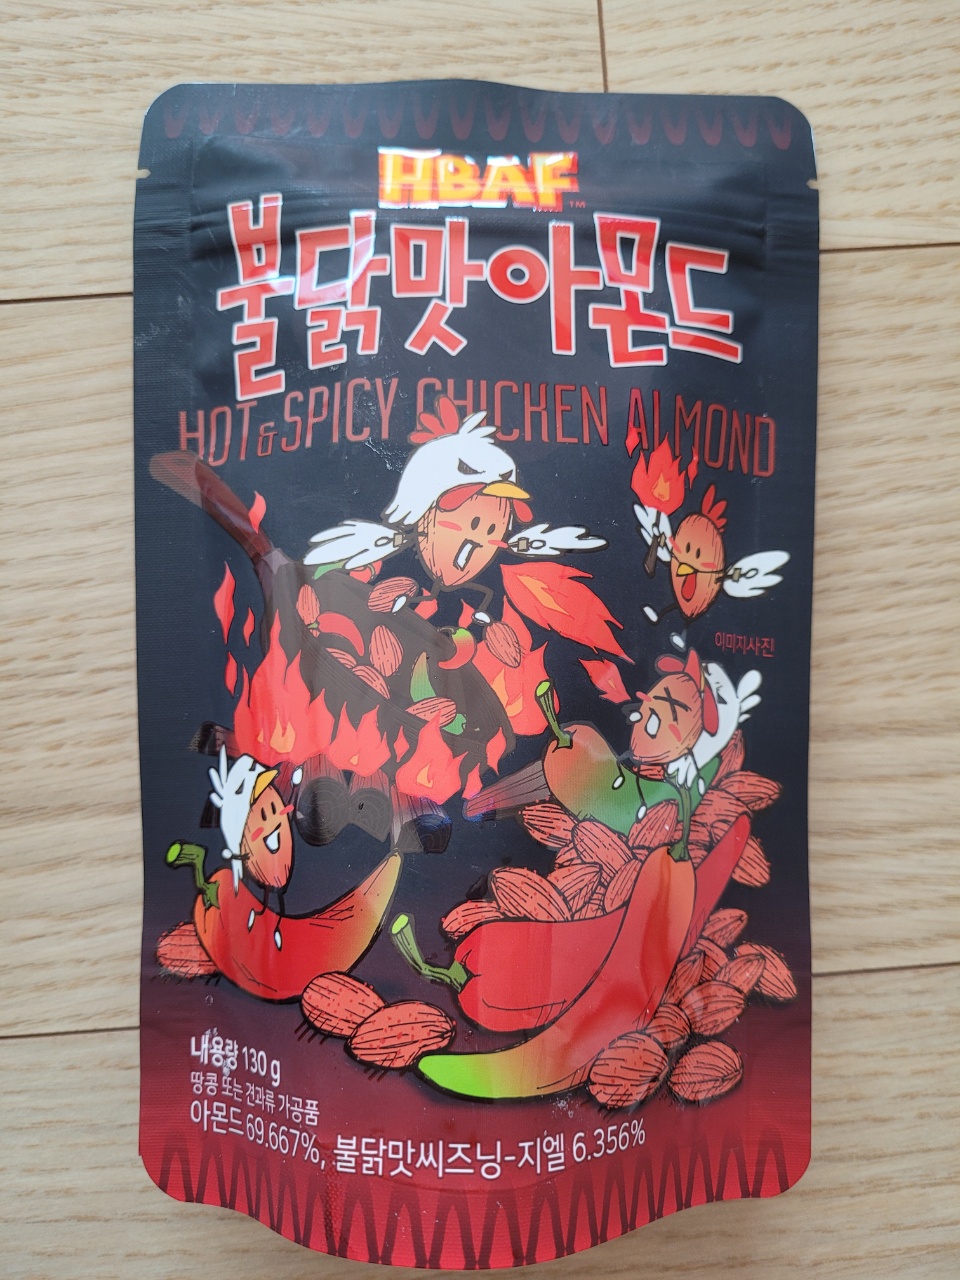 HBAF™
불닭맛아몬드
HOT & SPICY CHICKEN ALMOND
이미지사진
내용량 130 g
땅콩 또는 견과류 가공품
아몬드 69.667%, 불닭맛씨즈닝-지엘 6.356%